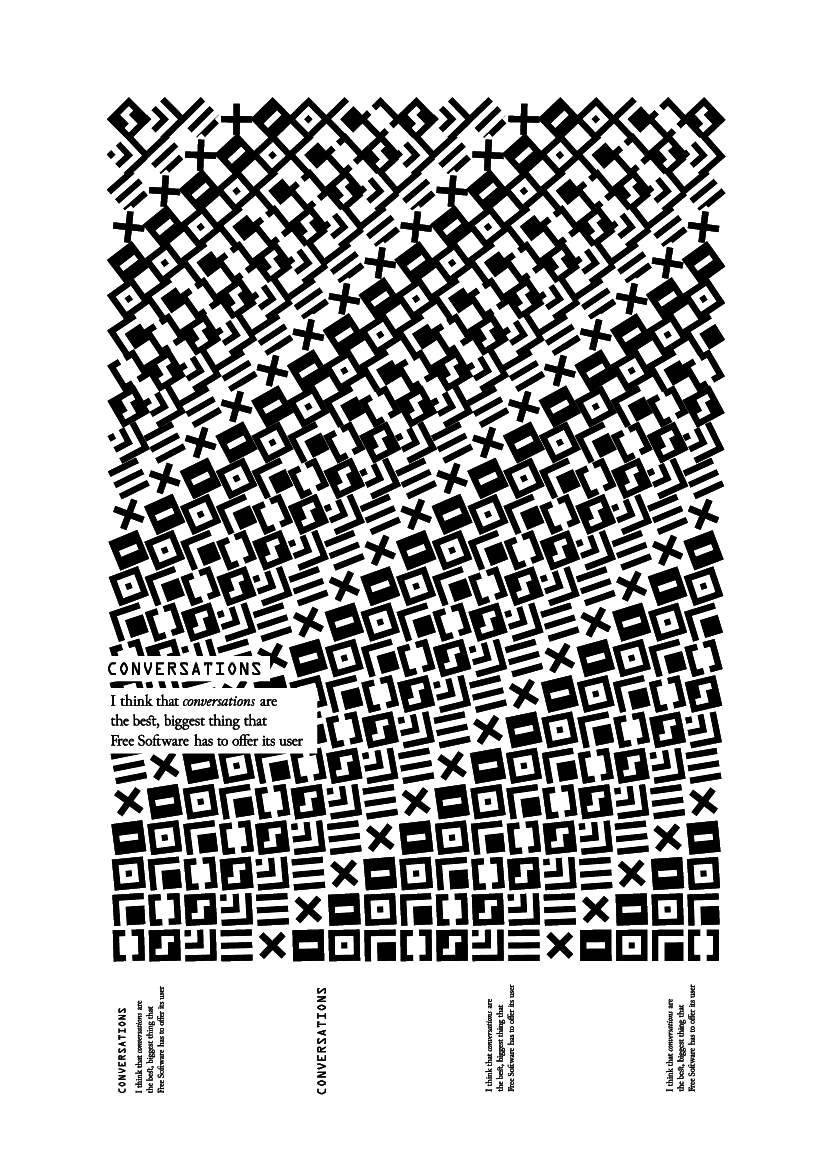 CONVERSATIONS
I think that conversations are
the best, biggest thing that
Free Software has to offer its user
CONVERSATIONS
I think that conversations are
the best, biggest thing that
Free Software has to offer its user
CONVERSATIONS
I think that conversations are
the best, biggest thing that
Free Software has to offer its user
I think that conversations are
the best, biggest thing that
Free Software has to offer its user